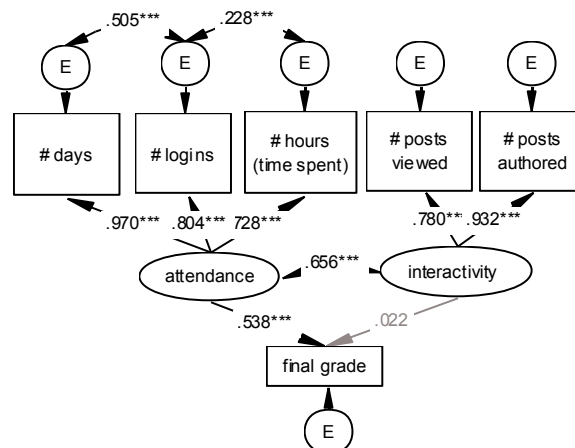 .505***
.228***
E
E
E
E
E
# days
# logins
# hours
(time spent)
# posts
viewed
# posts
authored
.970***
.804***
.728***
.780***
.932***
attendance
.656***
interactivity
.538***
.022
final grade
E